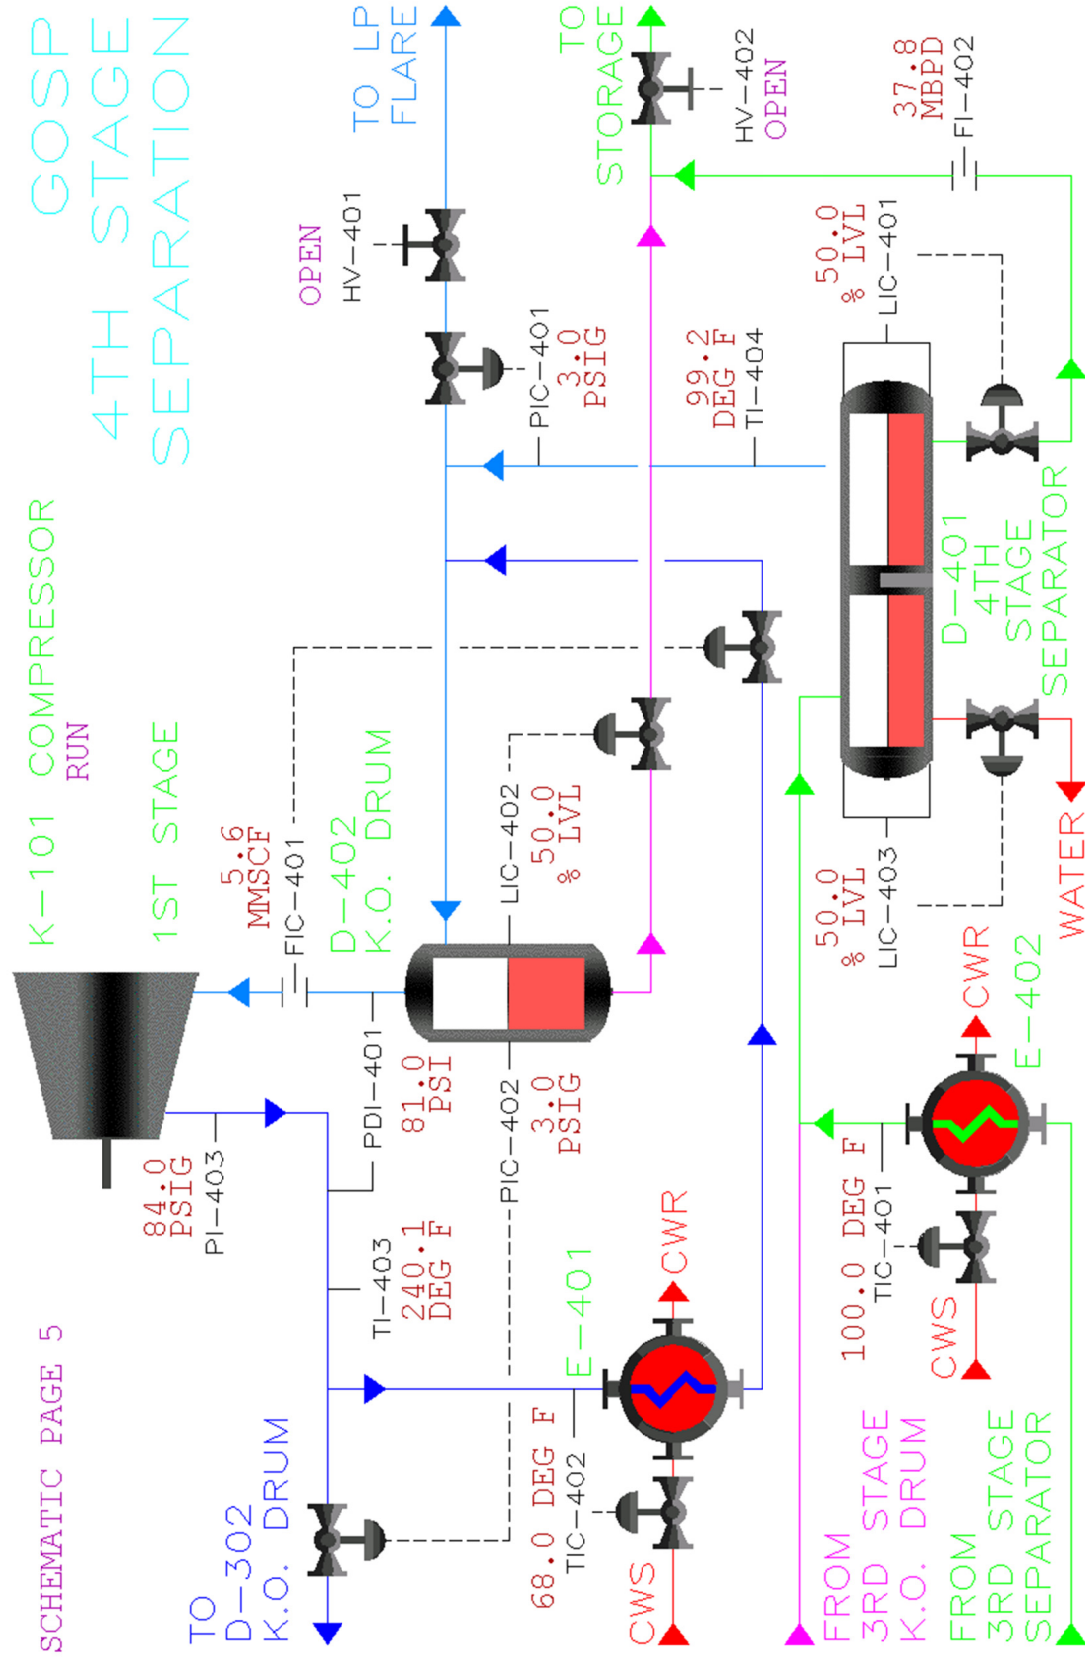 SCHEMATIC PAGE 5
K-101 COMPRESSOR
RUN
1ST STAGE
GOSP
4TH STAGE
SEPARATION
84.0
PSIG
PI-403
5.6
MMSCF
FIC-401
TO
D-302
K.O. DRUM
TI-403
240.1
DEG F
PDI-401
81.0
PSI
D-402
K.O. DRUM
OPEN
HV-401
TO LP
FLARE
PIC-402
3.0
PSIG
LIC-402
50.0
% LVL
PIC-401
3.0
PSIG
TO
STORAGE
68.0 DEG F
TIC-402
E-401
CWS
CWR
99.2
DEG F
TI-404
HV-402
OPEN
FROM
3RD STAGE
K.O. DRUM
100.0 DEG F
TIC-401
50.0
% LVL
LIC-403
50.0
% LVL
LIC-401
37.8
MBPD
FI-402
CWS
CWR
E-402
FROM
3RD STAGE
SEPARATOR
WATER
D-401
4TH
STAGE
SEPARATOR